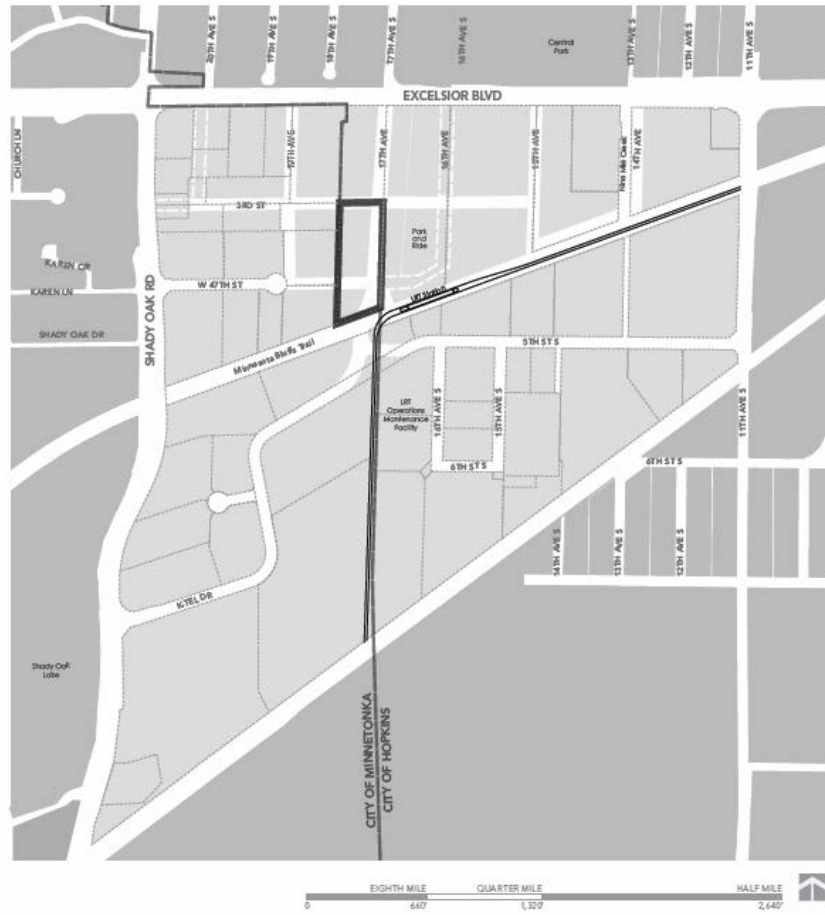 20TH AVE S
19TH AVE S
18TH AVE S
17TH AVE S
16TH AVE S
Central
Park
13TH AVE S
12TH AVE S
11TH AVE S
EXCELSIOR BLVD
CHURCH LN
19TH AVE
17TH AVE
16TH AVE
15TH AVE
Nine Mile Creek
14TH AVE
3RD ST
Park
and
Ride
KAREN CR
W 47TH ST
KAREN LN
LRT Station
SHADY OAK RD
SHADY OAK DR
Minnesota Bluffs Trail
5TH ST S
LRT
Operations
Maintenance
Facility
16TH AVE S
15TH AVE S
11TH AVE S
6TH ST S
6TH ST S
14TH AVE S
13TH AVE S
12TH AVE S
K-TEL DR
Shady Oak
Lake
CITY OF MINNETONKA
CITY OF HOPKINS
EIGHTH MILE QUARTER MILE HALF MILE
0 660' 1,320' 2,640'